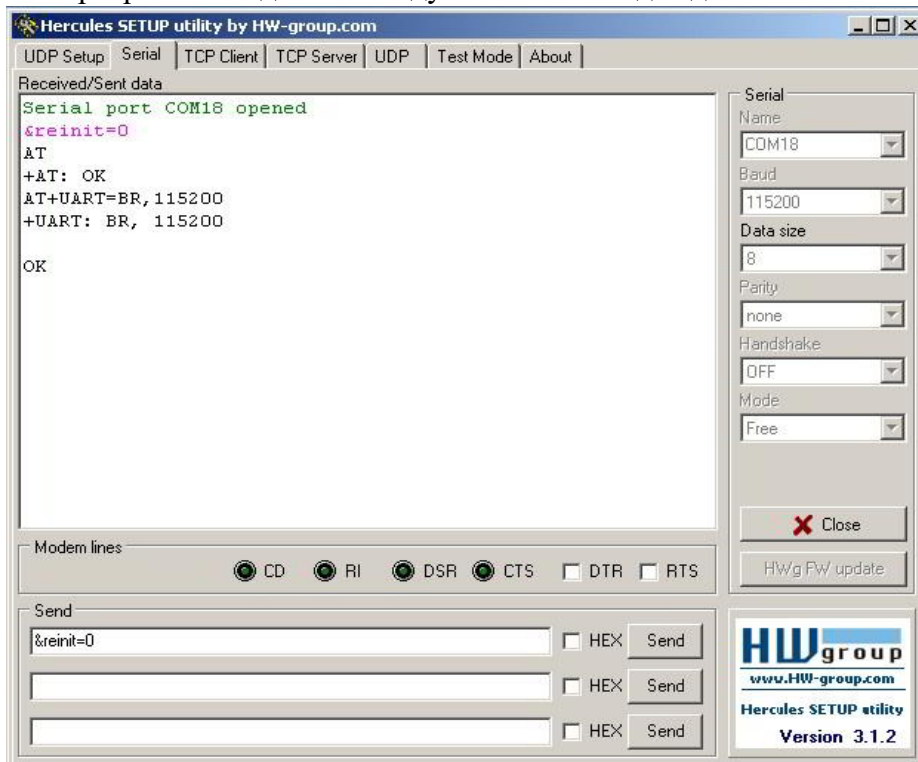 Hercules SETUP utility by HW-group.com
UDP Setup Serial TCP Client TCP Server UDP Test Mode About
Received/Sent data
Serial port COM18 opened
&reinit=0
AT
+AT: OK
AT+UART=BR,115200
+UART: BR, 115200
OK
Serial
Name
COM18
Baud
115200
Data size
8
Parity
none
Handshake
OFF
Mode
Free
Close
HWg FW update
Modem lines
CD RI DSR CTS DTR RTS
Send
&reinit=0 HEX Send
HEX Send
HEX Send
HW group
www.HW-group.com
Hercules SETUP utility
Version 3.1.2